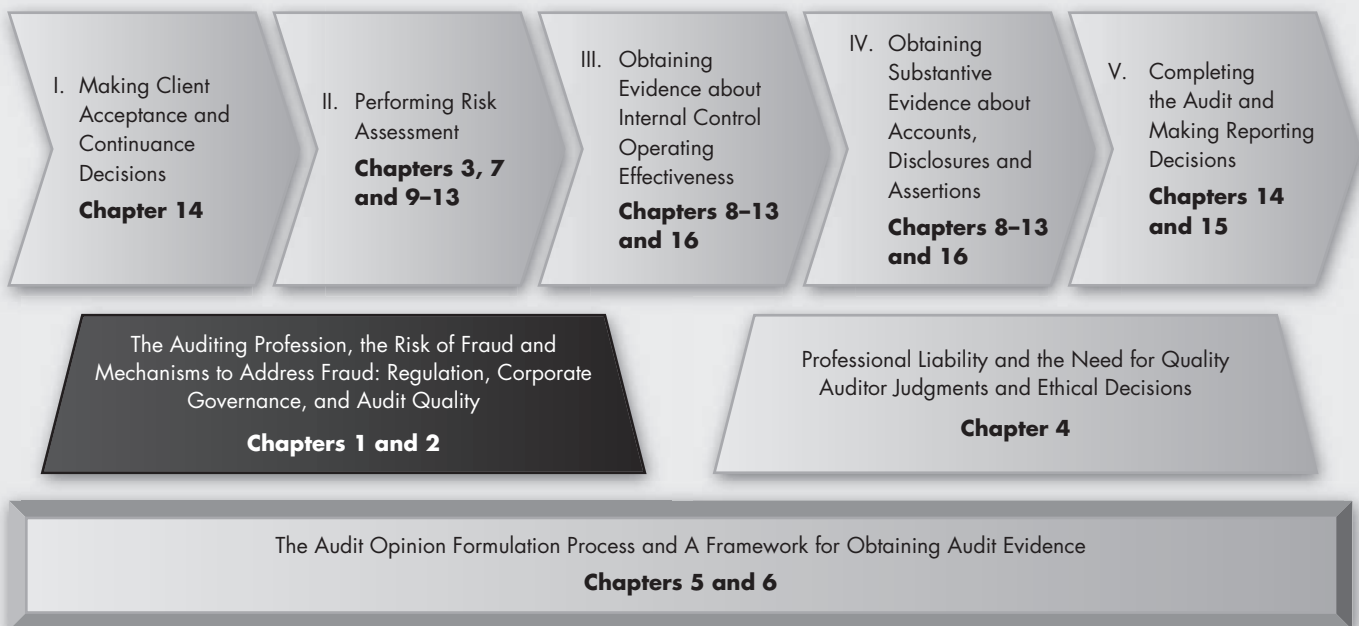 I. Making Client
Acceptance and
Continuance
Decisions
Chapter 14
II. Performing Risk
Assessment
Chapters 3, 7
and 9–13
III. Obtaining
Evidence about
Internal Control
Operating
Effectiveness
Chapters 8–13
and 16
IV. Obtaining
Substantive
Evidence about
Accounts,
Disclosures and
Assertions
Chapters 8–13
and 16
V. Completing
the Audit and
Making Reporting
Decisions
Chapters 14
and 15
The Auditing Profession, the Risk of Fraud and
Mechanisms to Address Fraud: Regulation, Corporate
Governance, and Audit Quality
Chapters 1 and 2
Professional Liability and the Need for Quality
Auditor Judgments and Ethical Decisions
Chapter 4
The Audit Opinion Formulation Process and A Framework for Obtaining Audit Evidence
Chapters 5 and 6